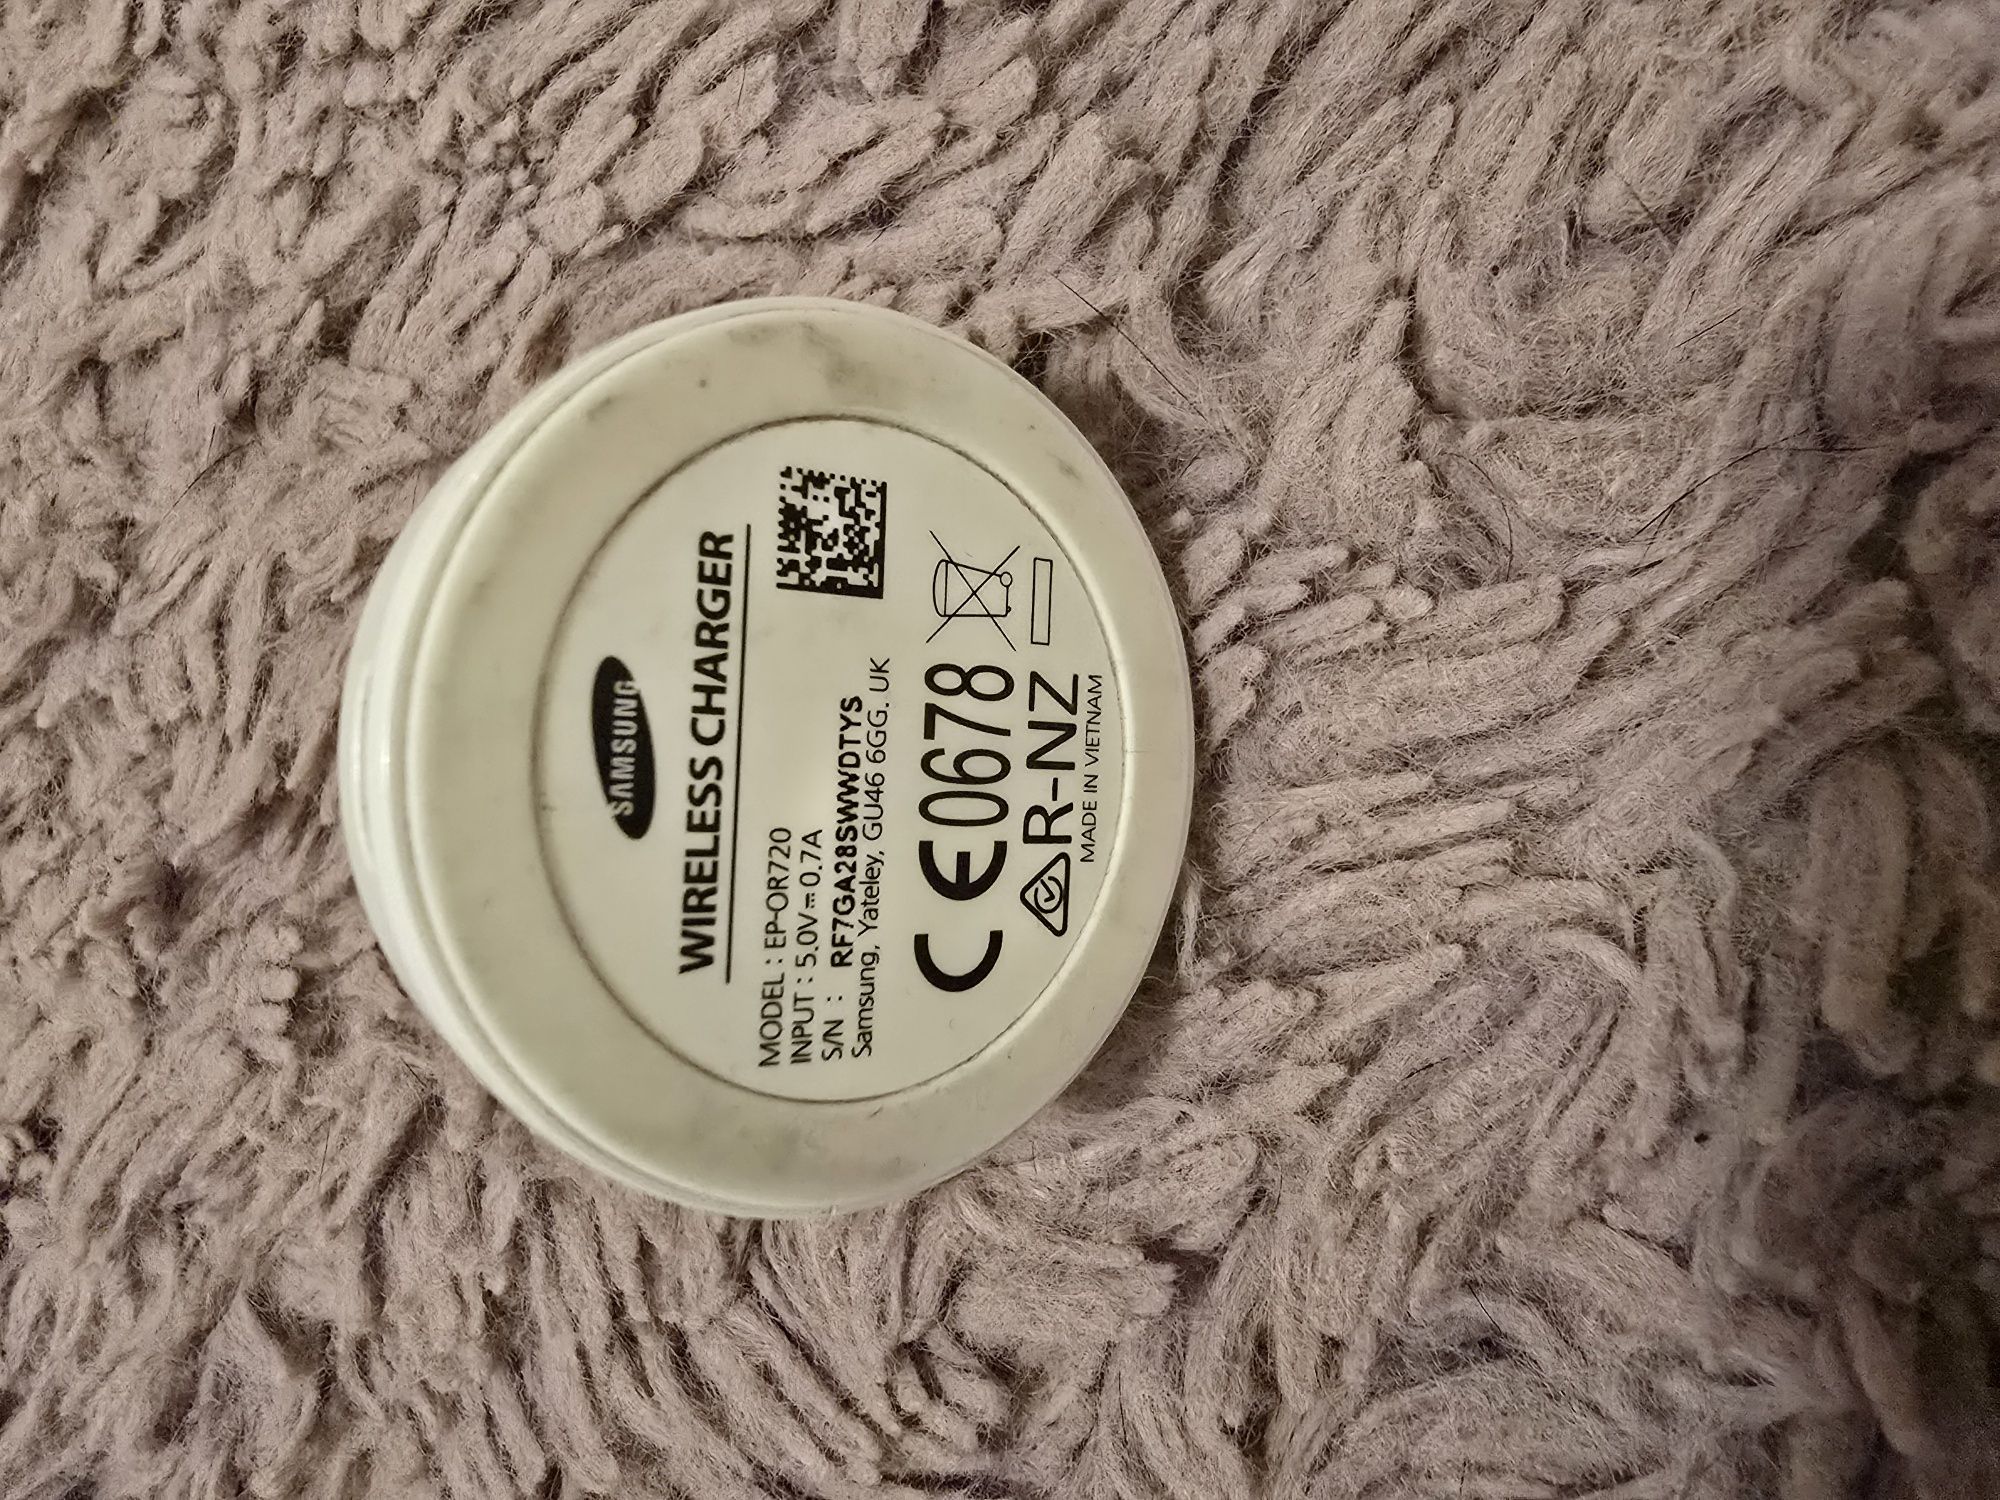 SAMSUNG
WIRELESS CHARGER
MODEL : EP-OR720
INPUT : 5.0V⎓0.7A
S/N : RF7GA28SWWDTYS
Samsung, Yateley, GU46 6GG. UK
CE0678
R-NZ
MADE IN VIETNAM